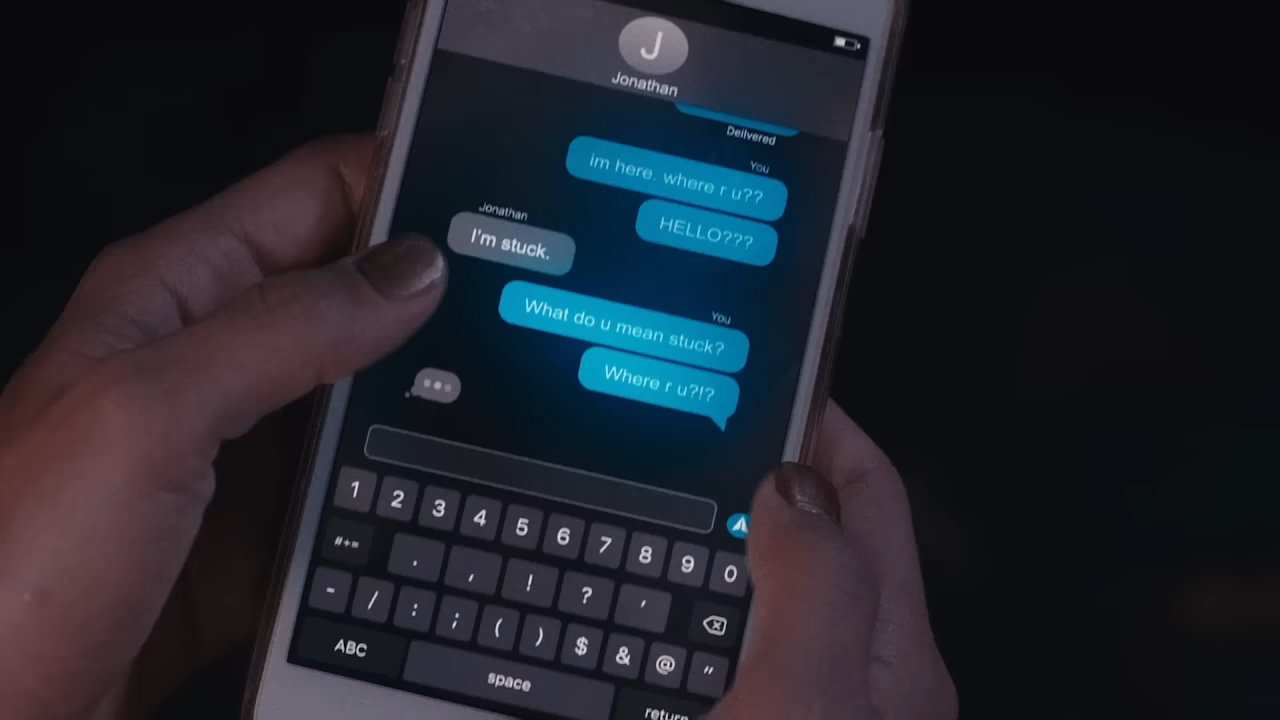 J
Jonathan
Delivered
You
im here. where r u??
HELLO???
Jonathan
I'm stuck.
You
What do u mean stuck?
Where r u?!?
1 2 3 4 5 6 7 8 9 0
#+= . , ! ? '
- / : ; ( ) $ & @ "
ABC space return